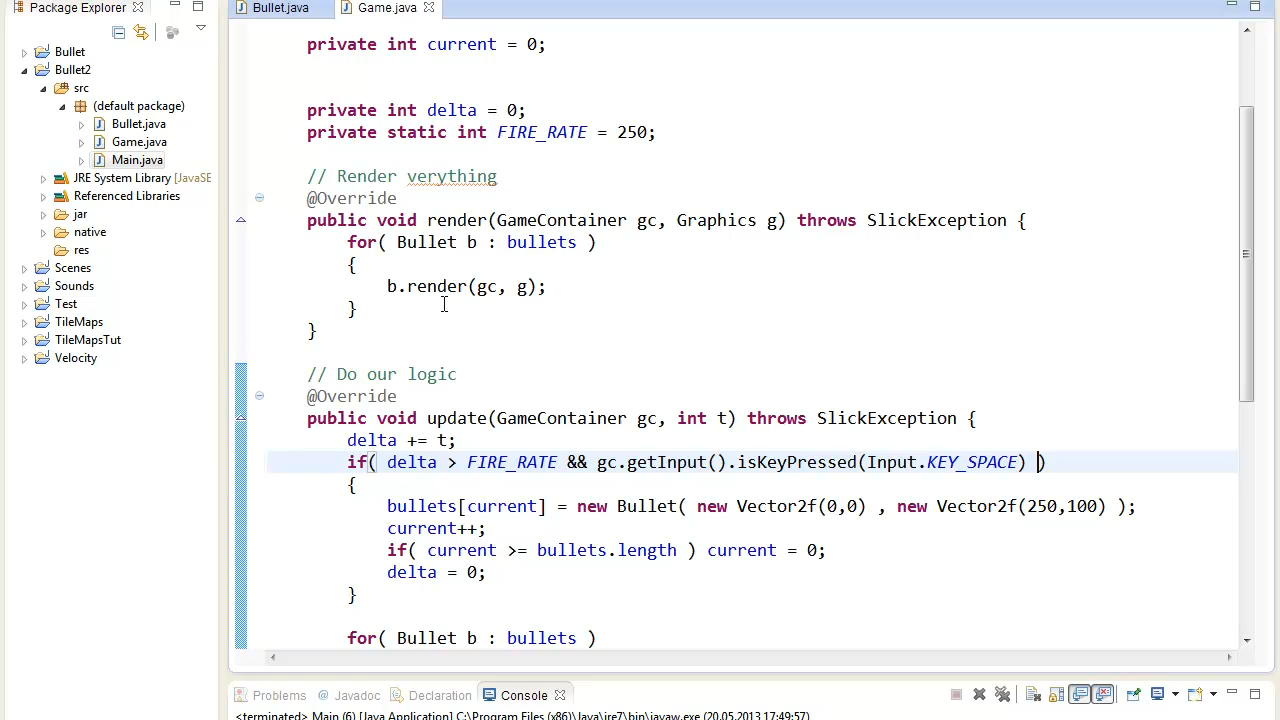 Package Explorer
Bullet
Bullet2
src
(default package)
Bullet.java
Game.java
Main.java
JRE System Library [JavaSE
Referenced Libraries
jar
native
res
Scenes
Sounds
Test
TileMaps
TileMapsTut
Velocity
Bullet.java
Game.java
private int current = 0;
private int delta = 0;
private static int FIRE_RATE = 250;
// Render verything
@Override
public void render(GameContainer gc, Graphics g) throws SlickException {
for( Bullet b : bullets )
{
b.render(gc, g);
}
}
// Do our logic
@Override
public void update(GameContainer gc, int t) throws SlickException {
delta += t;
if( delta > FIRE_RATE && gc.getInput().isKeyPressed(Input.KEY_SPACE) )
{
bullets[current] = new Bullet( new Vector2f(0,0) , new Vector2f(250,100) );
current++;
if( current >= bullets.length ) current = 0;
delta = 0;
}
for( Bullet b : bullets )
Problems @ Javadoc Declaration Console
<terminated> Main (6) [Java Application] C:\Program Files (x86)\Java\jre7\bin\javaw.exe (20.05.2013 17:49:57)